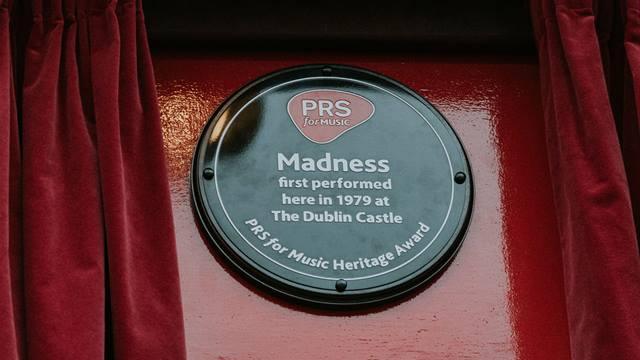 PRS
for MUSIC
Madness
first performed
here in 1979 at
The Dublin Castle
PRS for Music Heritage Award